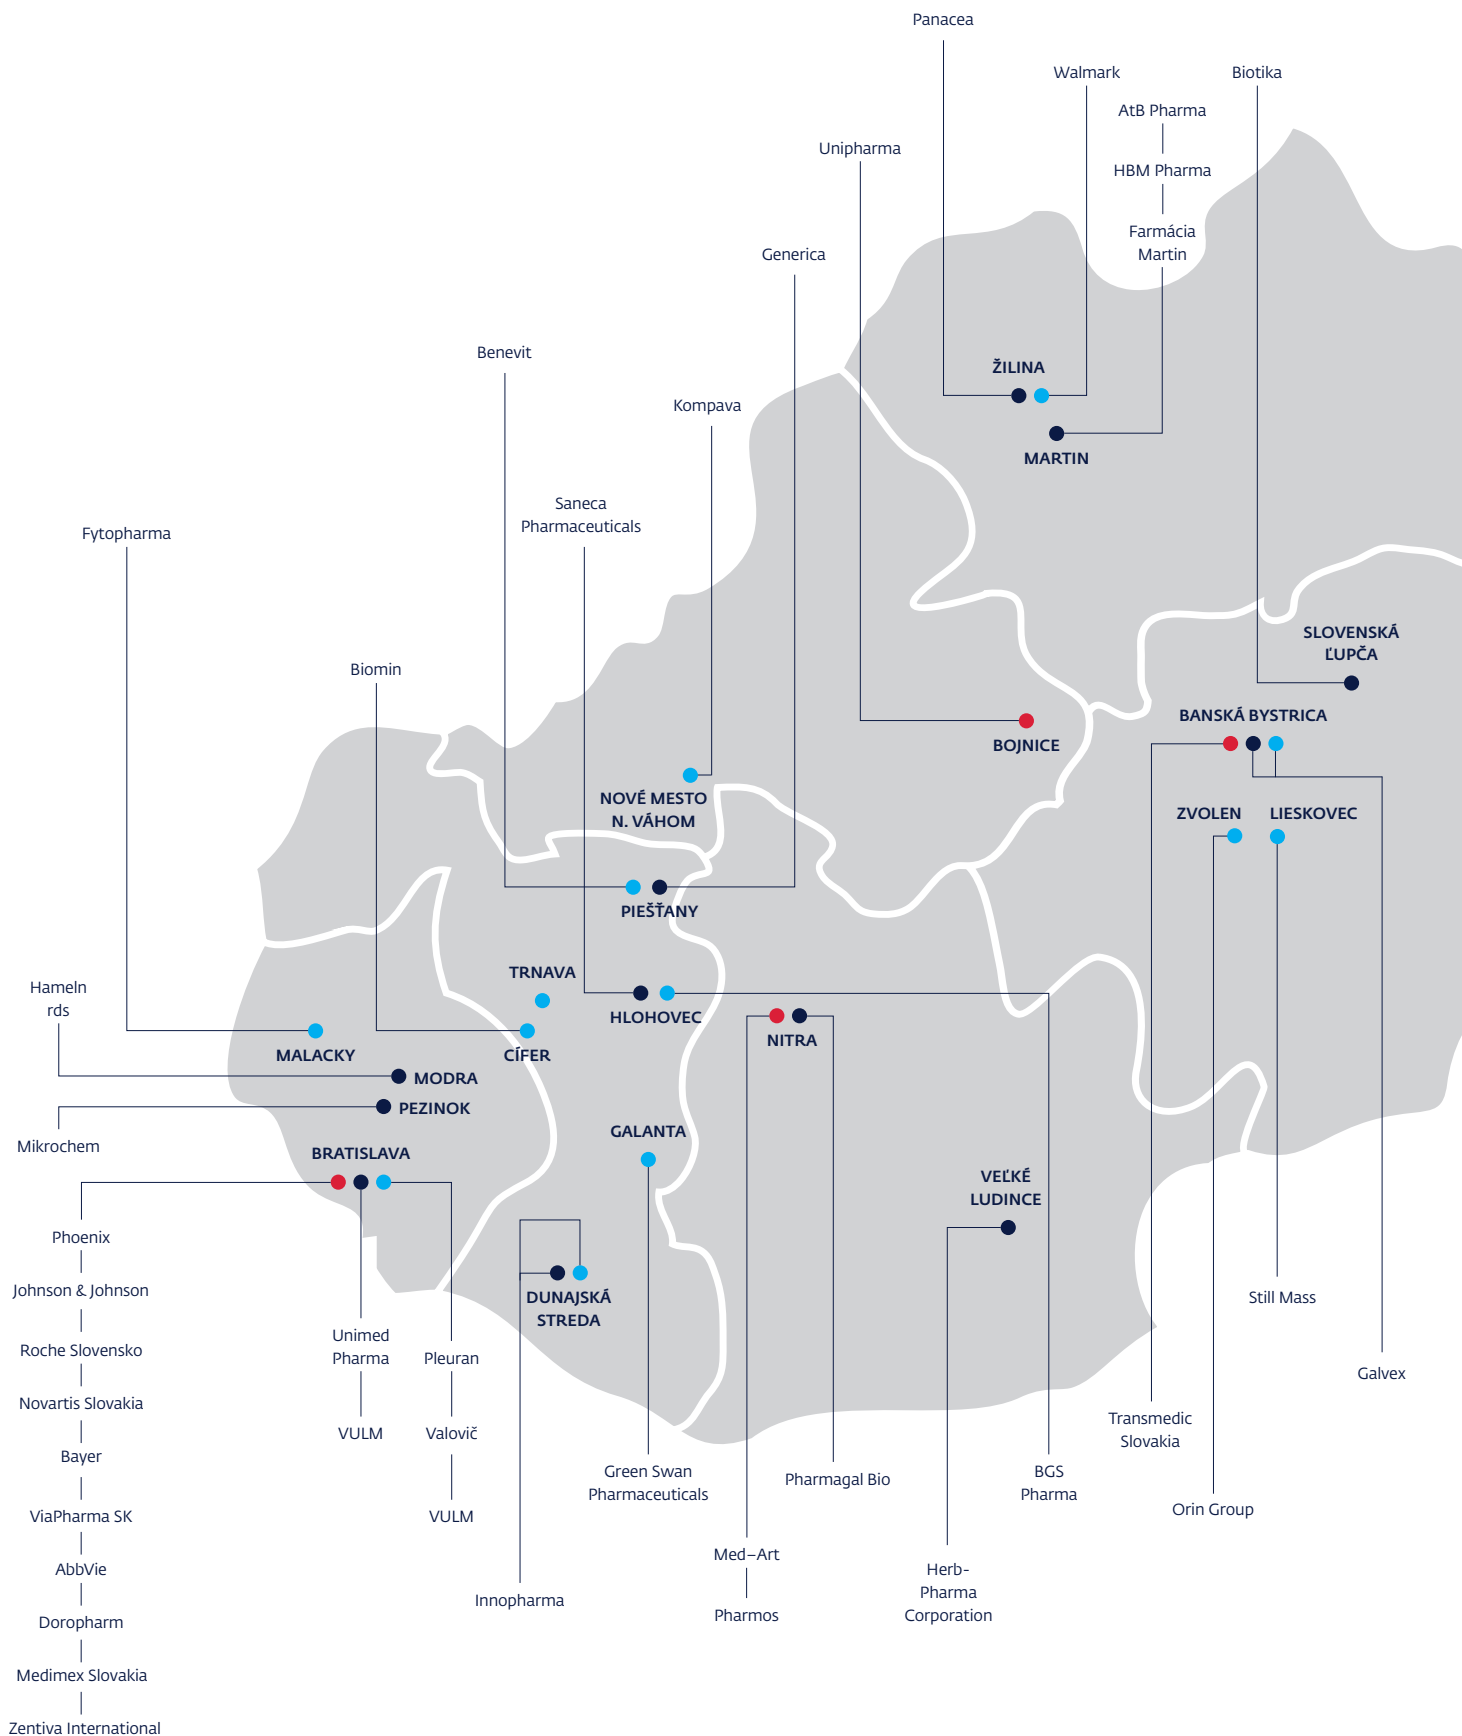 Panacea
Walmark
Biotika
AtB Pharma
Unipharma
HBM Pharma
Farmácia
Martin
Generica
Benevit
ŽILINA
Kompava
MARTIN
Saneca
Pharmaceuticals
Fytopharma
SLOVENSKÁ
ĽUPČA
Biomin
BANSKÁ BYSTRICA
BOJNICE
NOVÉ MESTO
N. VÁHOM
ZVOLEN
LIESKOVEC
PIEŠŤANY
TRNAVA
Hameln
rds
HLOHOVEC
NITRA
MALACKY
CÍFER
MODRA
PEZINOK
Mikrochem
GALANTA
BRATISLAVA
VEĽKÉ
LUDINCE
Phoenix
Johnson & Johnson
DUNAJSKÁ
STREDA
Still Mass
Unimed
Pharma
Roche Slovensko
Pleuran
Galvex
Novartis Slovakia
Transmedic
Slovakia
VULM
Valovič
Bayer
Green Swan
Pharmaceuticals
Pharmagal Bio
BGS
Pharma
Orin Group
ViaPharma SK
VULM
Med–Art
AbbVie
Herb-
Pharma
Corporation
Innopharma
Pharmos
Doropharm
Medimex Slovakia
Zentiva International